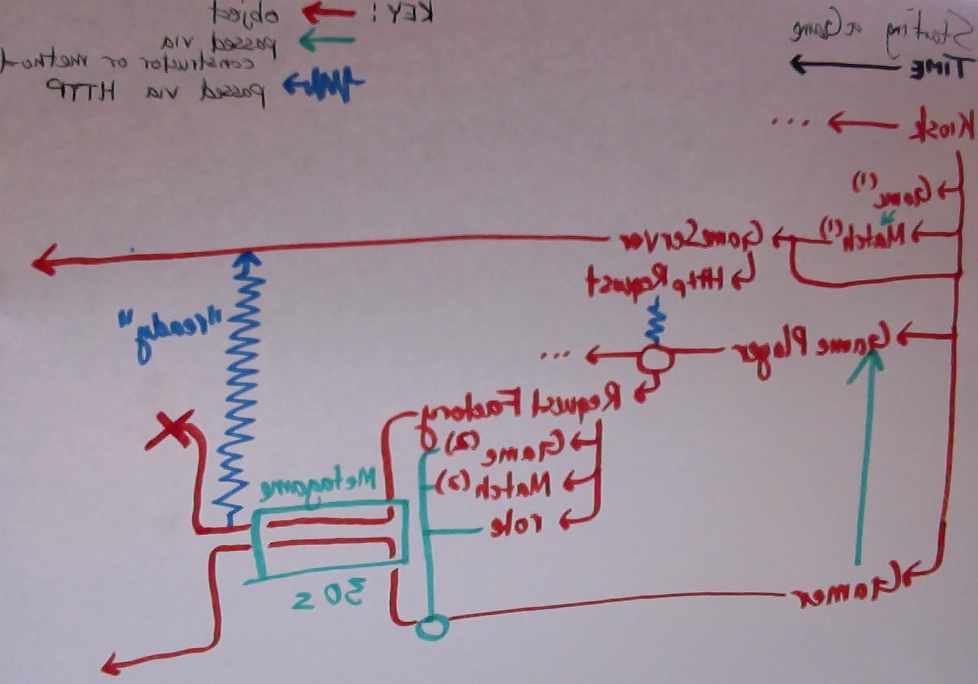 Starting a Game
TIME
KEY:
object
passed via
constructor or method
passed via HTTP
Kiosk ...
Game (1)
Match (1)
GameServer
HttpRequest
Game Player ...
Request Factory
Game (2)
Match (2)
role
Gamer
Metagame
30 s
"ready"